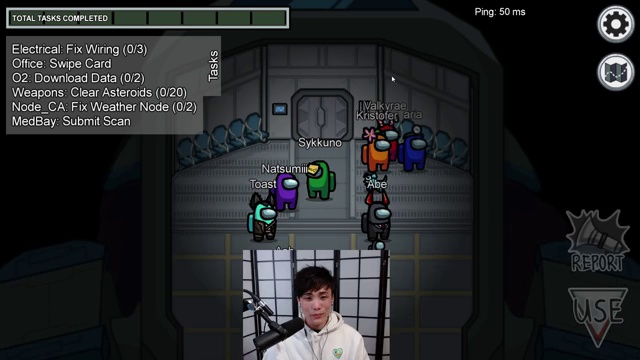 TOTAL TASKS COMPLETED
Ping: 50 ms
Electrical: Fix Wiring (0/3)
Office: Swipe Card
O2: Download Data (0/2)
Weapons: Clear Asteroids (0/20)
Node_CA: Fix Weather Node (0/2)
MedBay: Submit Scan
Tasks
Valkyrae
Kristofer
Sykkuno
Natsumiii
Toast
Abe
REPORT
USE